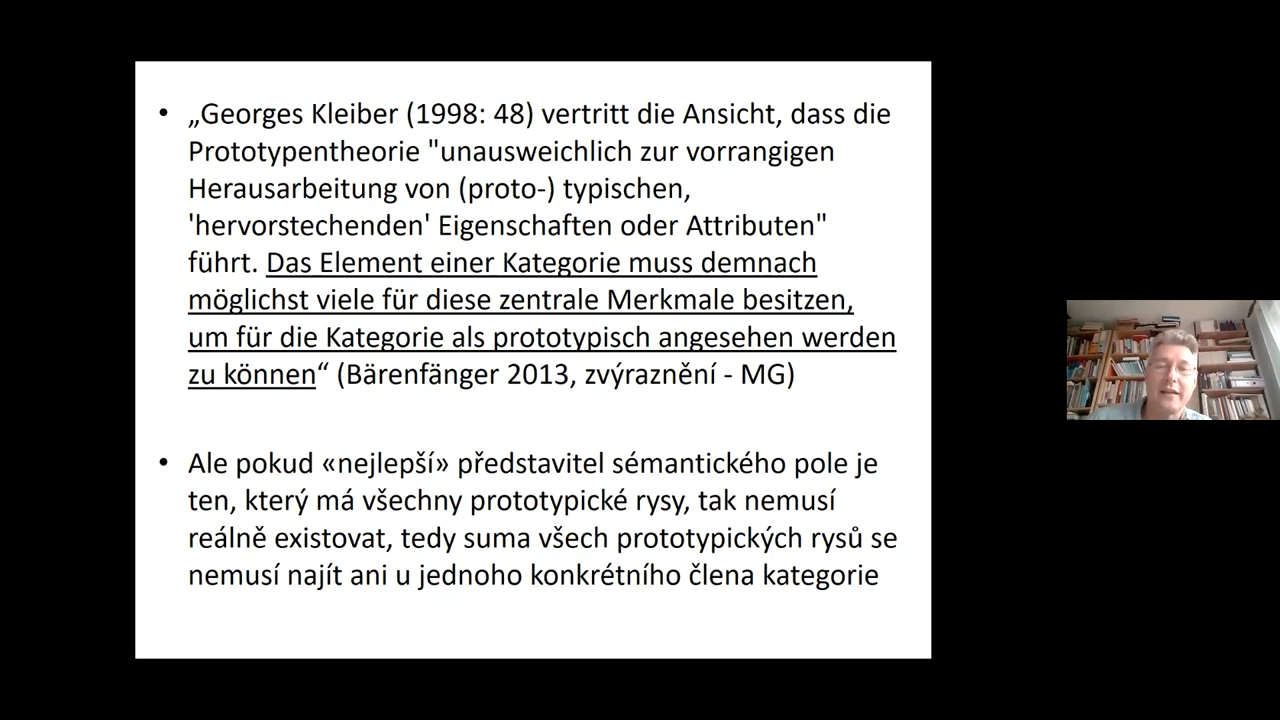 • „Georges Kleiber (1998: 48) vertritt die Ansicht, dass die
Prototypentheorie "unausweichlich zur vorrangigen
Herausarbeitung von (proto-) typischen,
'hervorstechenden' Eigenschaften oder Attributen"
führt. Das Element einer Kategorie muss demnach
möglichst viele für diese zentrale Merkmale besitzen,
um für die Kategorie als prototypisch angesehen werden
zu können“ (Bärenfänger 2013, zvýraznění - MG)
• Ale pokud «nejlepší» představitel sémantického pole je
ten, který má všechny prototypické rysy, tak nemusí
reálně existovat, tedy suma všech prototypických rysů se
nemusí najít ani u jednoho konkrétního člena kategorie